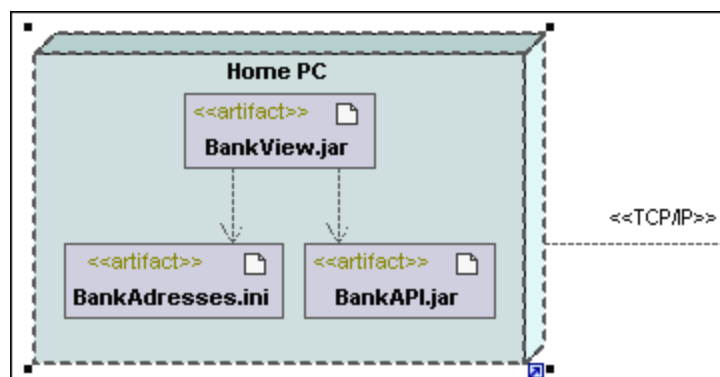 Home PC
<<artifact>>
BankView.jar
<<TCP/IP>>
<<artifact>>
BankAdresses.ini
<<artifact>>
BankAPI.jar